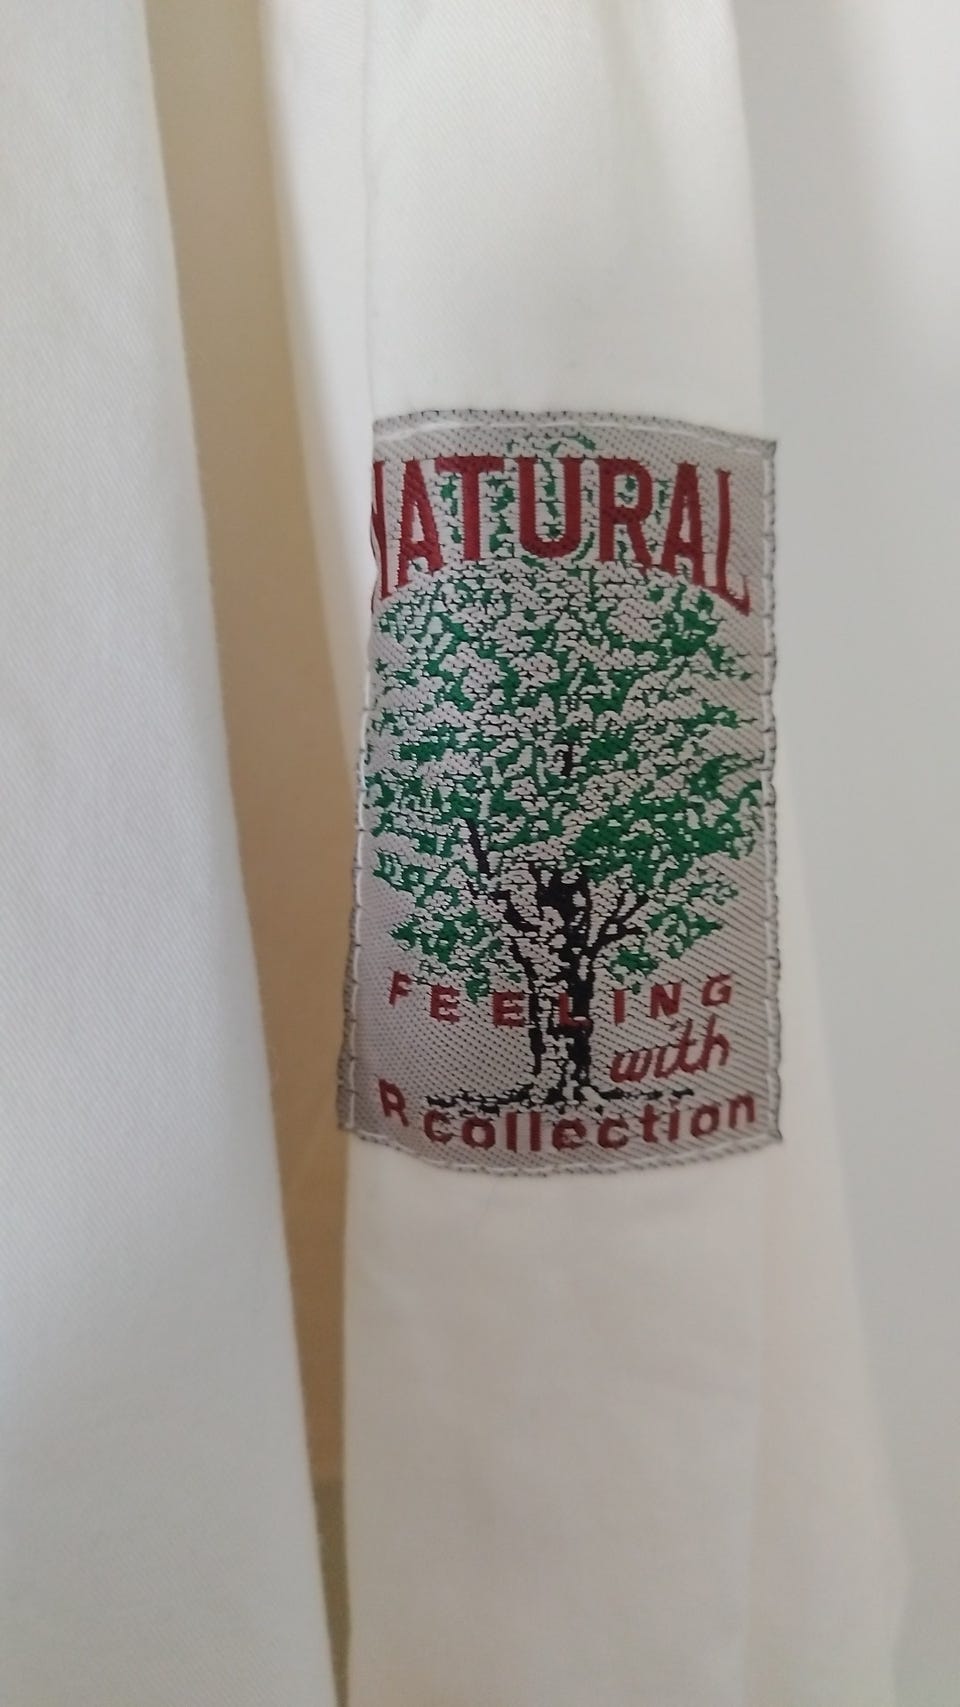 NATURAL
FEELING
with
R collection